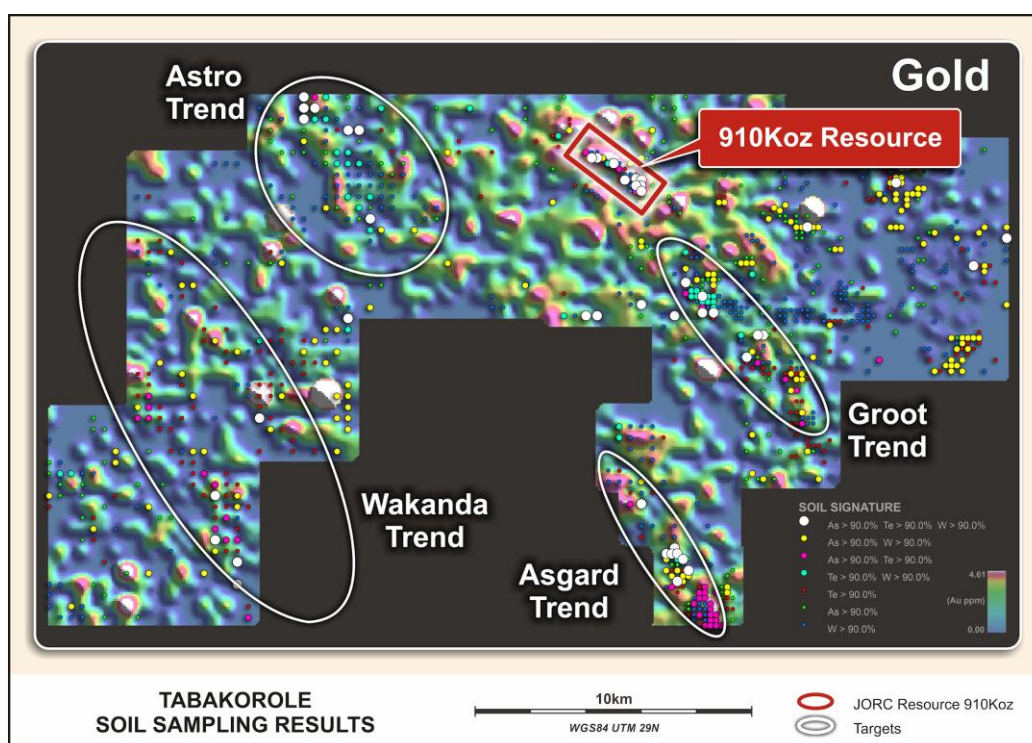 Gold
Astro
Trend
910Koz Resource
Groot
Trend
Wakanda
Trend
Asgard
Trend
SOIL SIGNATURE
As > 90.0% Te > 90.0% W > 90.0%
As > 90.0% W > 90.0%
As > 90.0% Te > 90.0%
Te > 90.0% W > 90.0%
Te > 90.0%
As > 90.0%
W > 90.0%
4.61
(Au ppm)
0.00
TABAKOROLE
SOIL SAMPLING RESULTS
10km
WGS84 UTM 29N
JORC Resource 910Koz
Targets